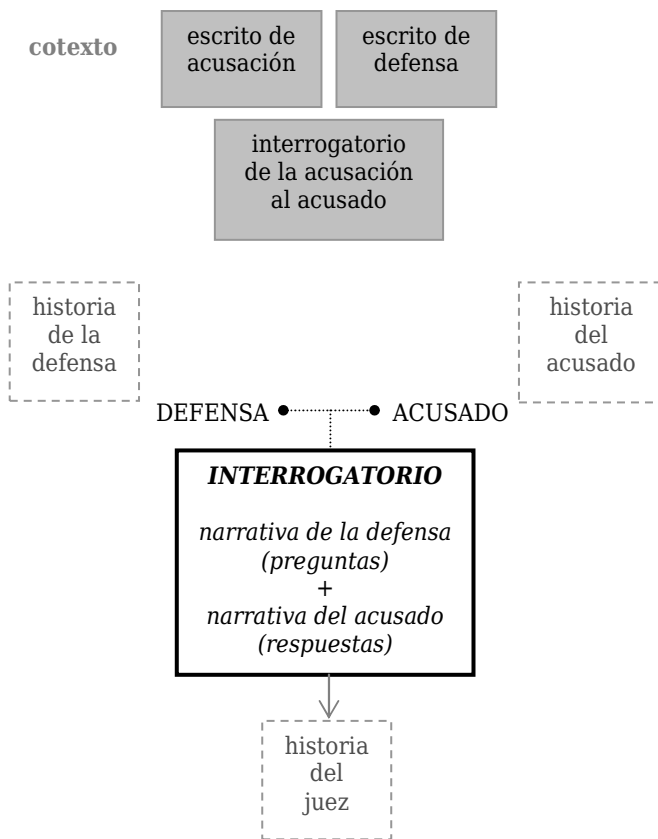 cotexto
escrito de
acusación
escrito de
defensa
interrogatorio
de la acusación
al acusado
historia
de la
defensa
historia
del
acusado
DEFENSA
ACUSADO
INTERROGATORIO
narrativa de la defensa
(preguntas)
+
narrativa del acusado
(respuestas)
historia
del
juez